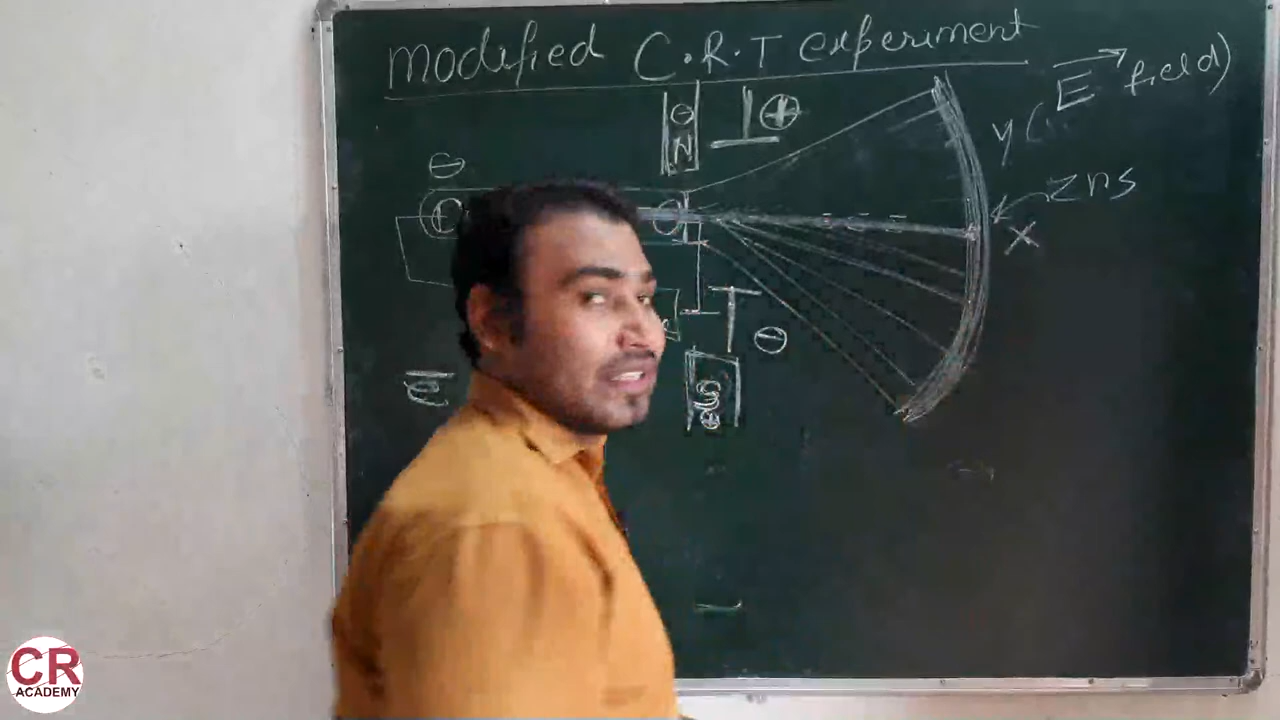 modified C.R.T experiment
E field)
y(
⊖ N
⊥ ⊕
⊖
ZnS
X
⊖
S ⊕
e̅
CR
ACADEMY